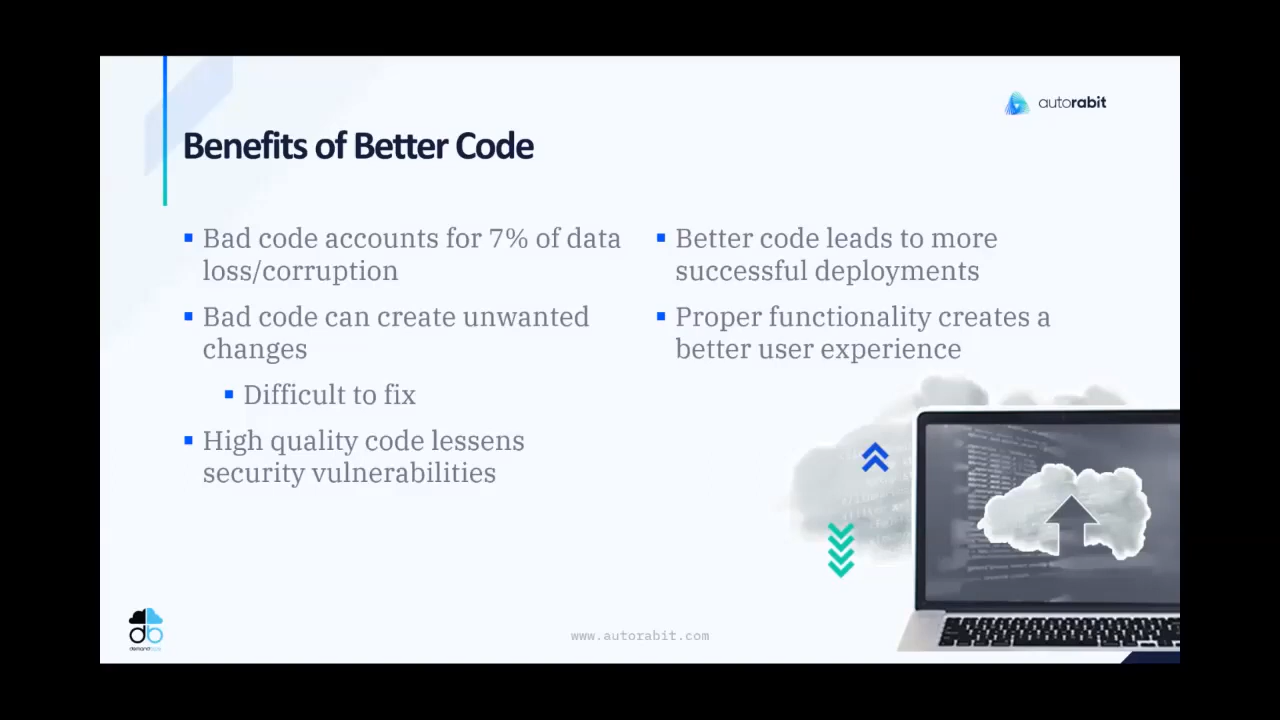 autorabit
Benefits of Better Code
Bad code accounts for 7% of data
loss/corruption
Bad code can create unwanted
changes
Difficult to fix
High quality code lessens
security vulnerabilities
Better code leads to more
successful deployments
Proper functionality creates a
better user experience
db
www.autorabit.com